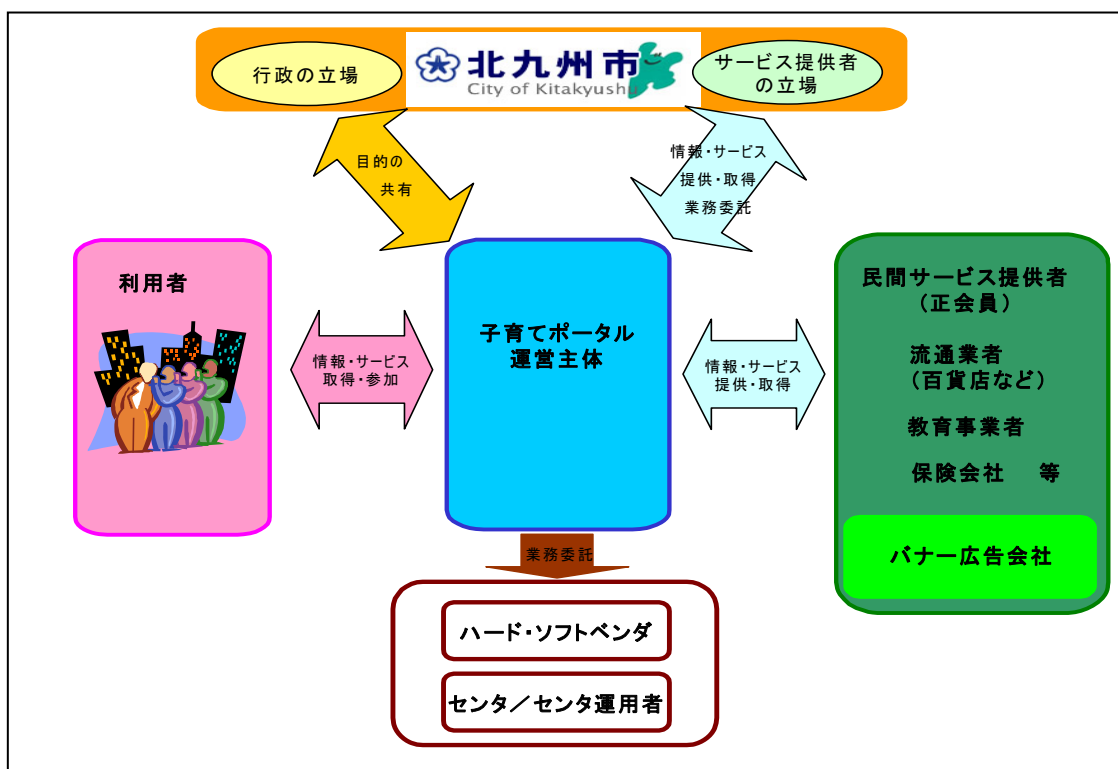 行政の立場
北九州市
City of Kitakyushu
サービス提供者
の立場
目的の
共有
情報・サービス
提供・取得
業務委託
利用者
情報・サービス
取得・参加
子育てポータル
運営主体
情報・サービス
提供・取得
民間サービス提供者
（正会員）
流通業者
（百貨店など）
教育事業者
保険会社　等
バナー広告会社
業務委託
ハード・ソフトベンダ
センタ／センタ運用者